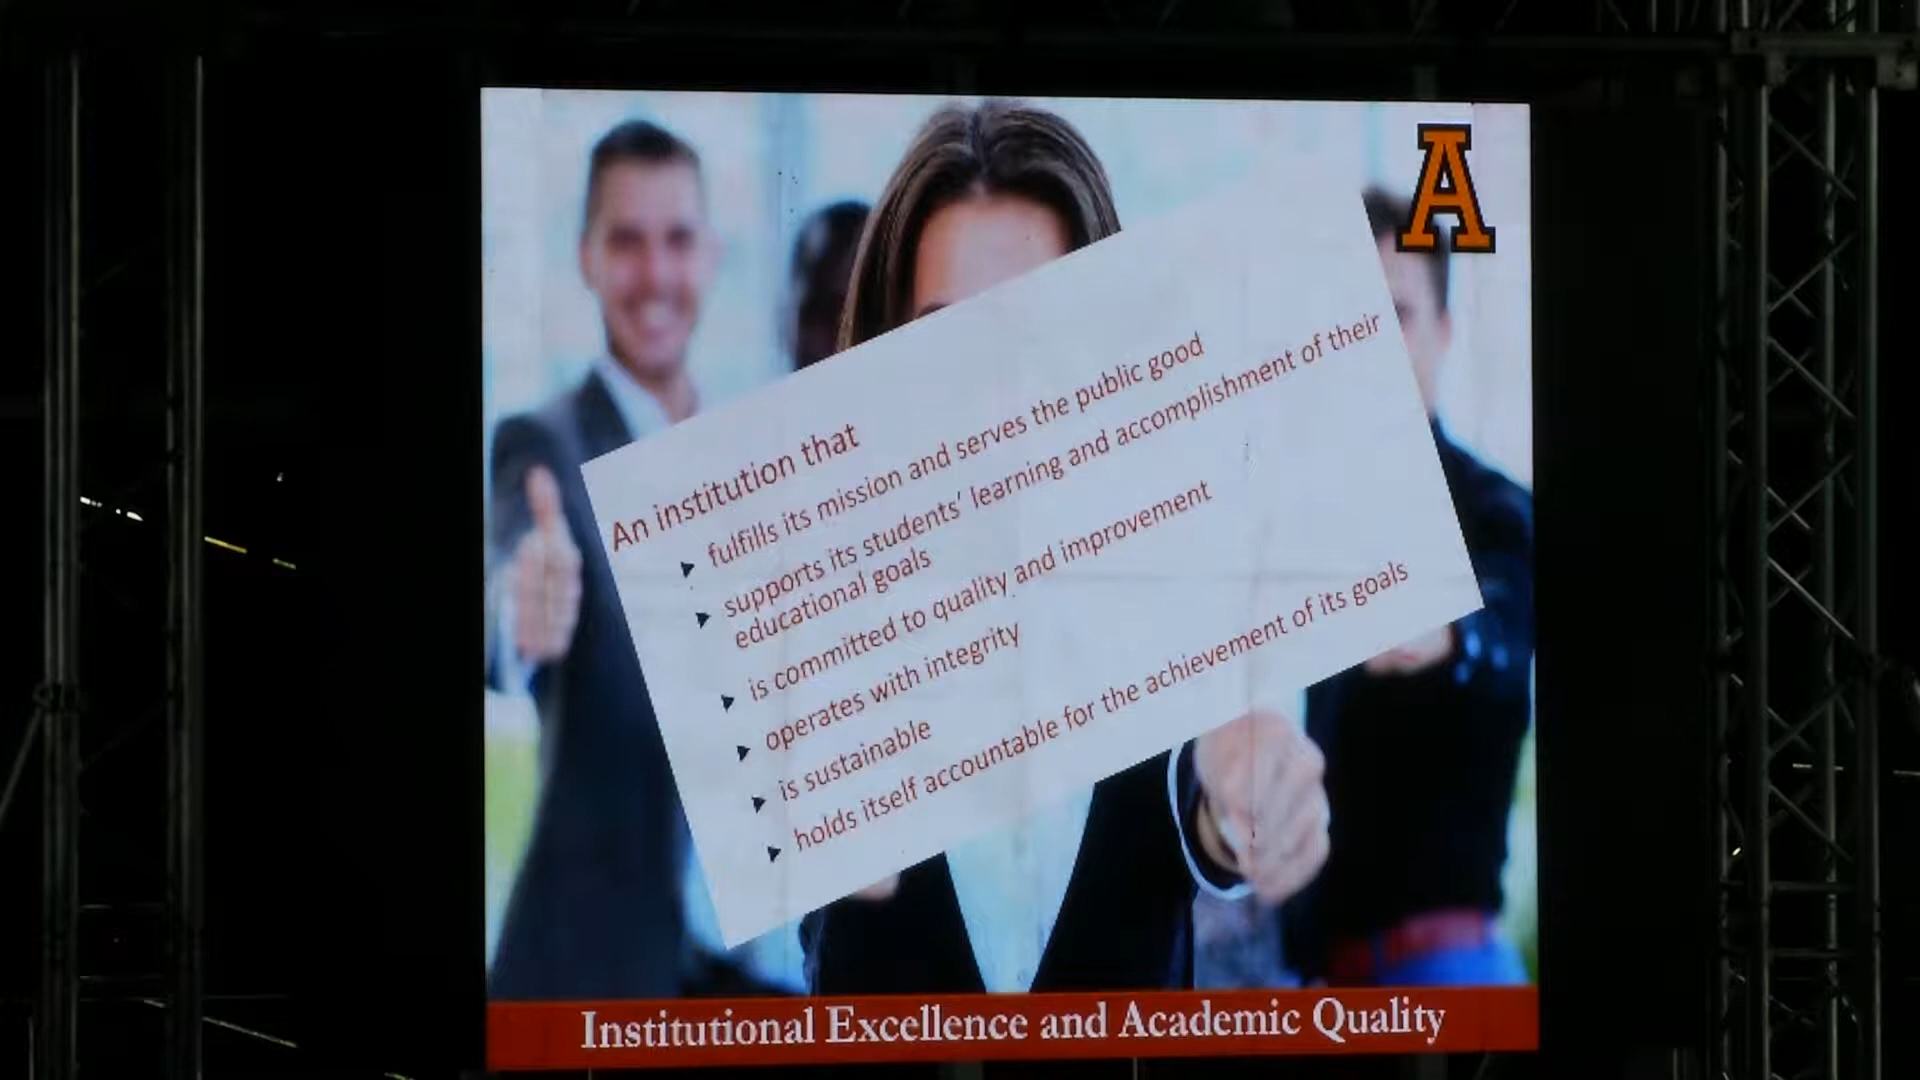 A
An institution that
fulfills its mission and serves the public good
supports its students' learning and accomplishment of their
educational goals
is committed to quality and improvement
operates with integrity
is sustainable
holds itself accountable for the achievement of its goals
Institutional Excellence and Academic Quality